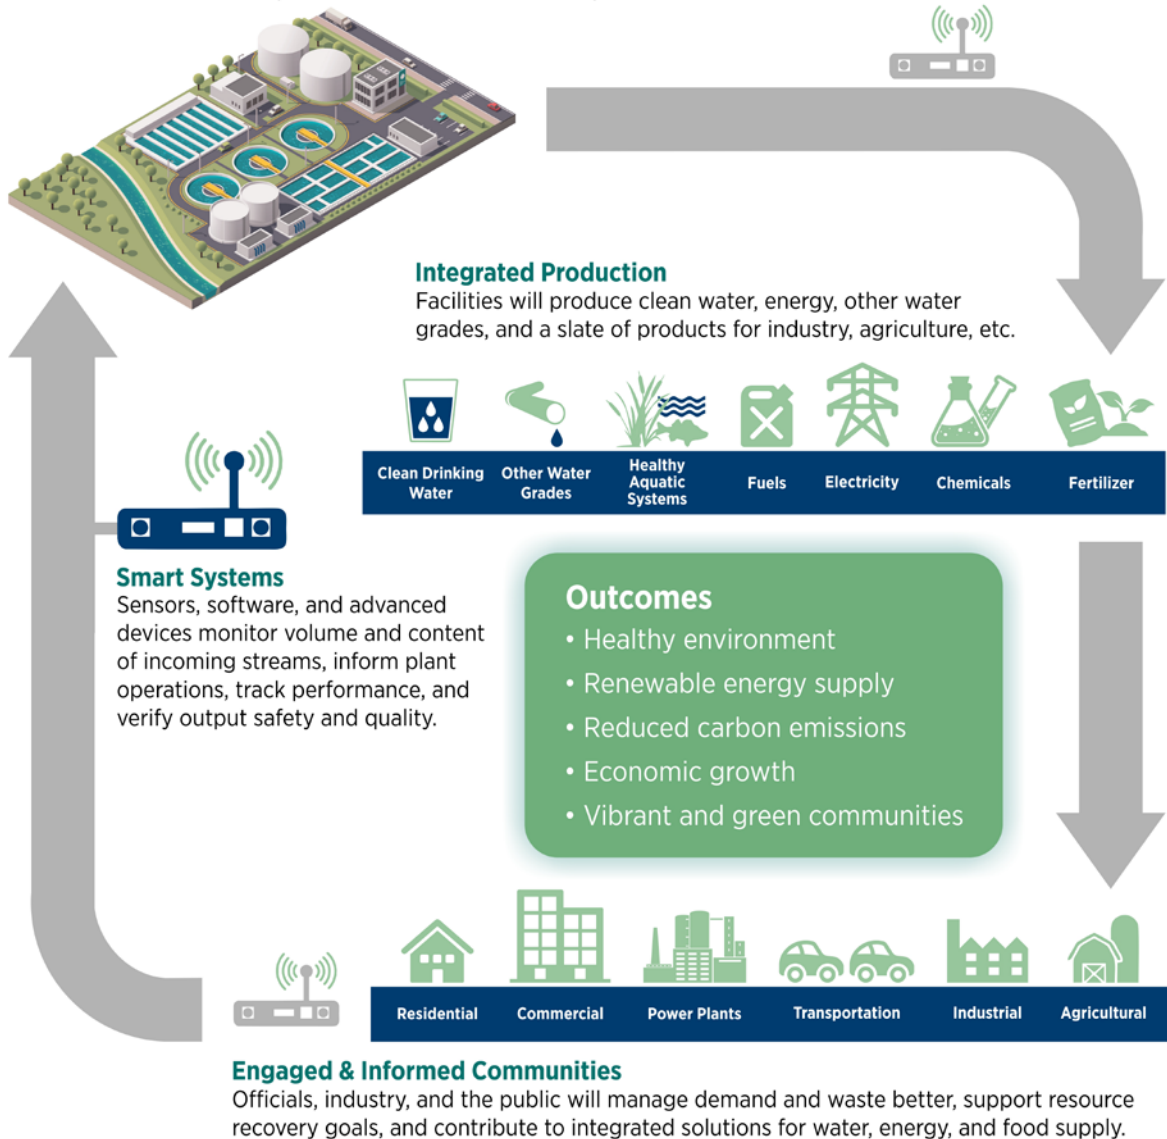 Integrated Production
Facilities will produce clean water, energy, other water
grades, and a slate of products for industry, agriculture, etc.
Clean Drinking
Water
Other Water
Grades
Healthy
Aquatic
Systems
Fuels
Electricity
Chemicals
Fertilizer
Smart Systems
Sensors, software, and advanced
devices monitor volume and content
of incoming streams, inform plant
operations, track performance, and
verify output safety and quality.
Outcomes
• Healthy environment
• Renewable energy supply
• Reduced carbon emissions
• Economic growth
• Vibrant and green communities
Residential
Commercial
Power Plants
Transportation
Industrial
Agricultural
Engaged & Informed Communities
Officials, industry, and the public will manage demand and waste better, support resource
recovery goals, and contribute to integrated solutions for water, energy, and food supply.